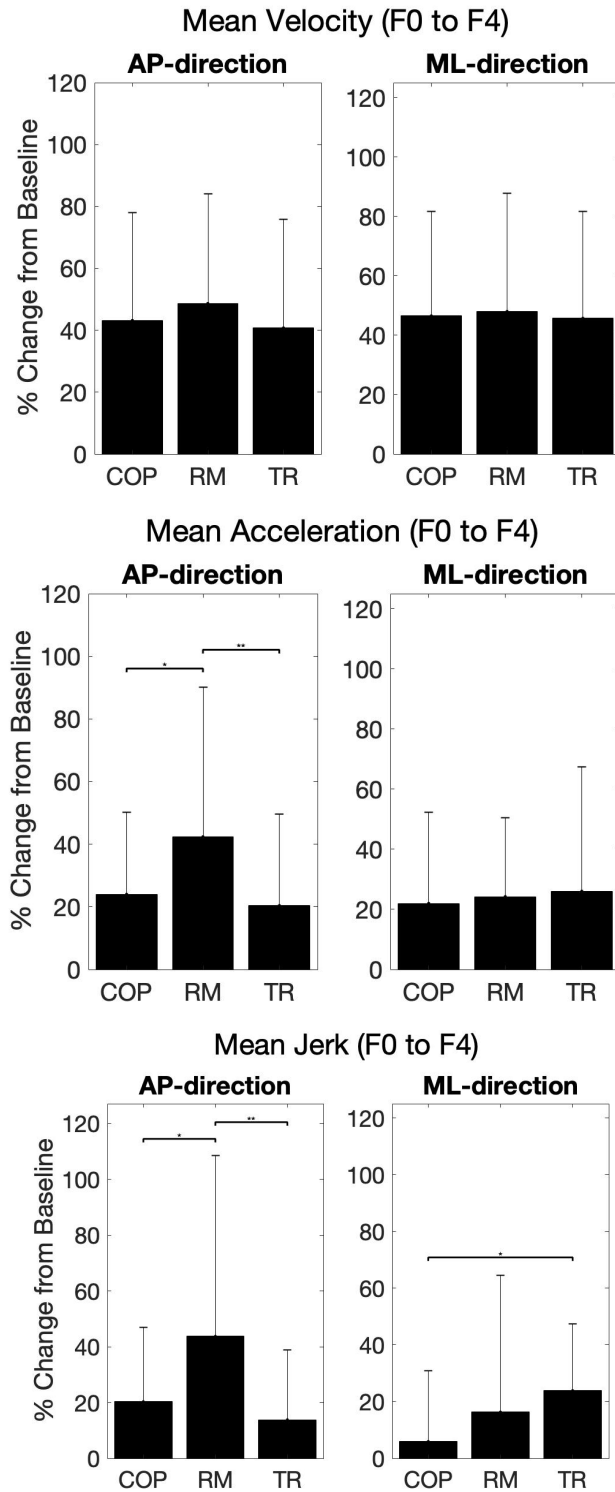 Mean Velocity (F0 to F4)
AP-direction
ML-direction
% Change from Baseline
120
100
80
60
40
20
0
120
100
80
60
40
20
0
COP RM TR
COP RM TR
Mean Acceleration (F0 to F4)
AP-direction
ML-direction
% Change from Baseline
120
100
80
60
40
20
0
120
100
80
60
40
20
0
*
**
COP RM TR
COP RM TR
Mean Jerk (F0 to F4)
AP-direction
ML-direction
% Change from Baseline
120
100
80
60
40
20
0
120
100
80
60
40
20
0
*
**
*
COP RM TR
COP RM TR